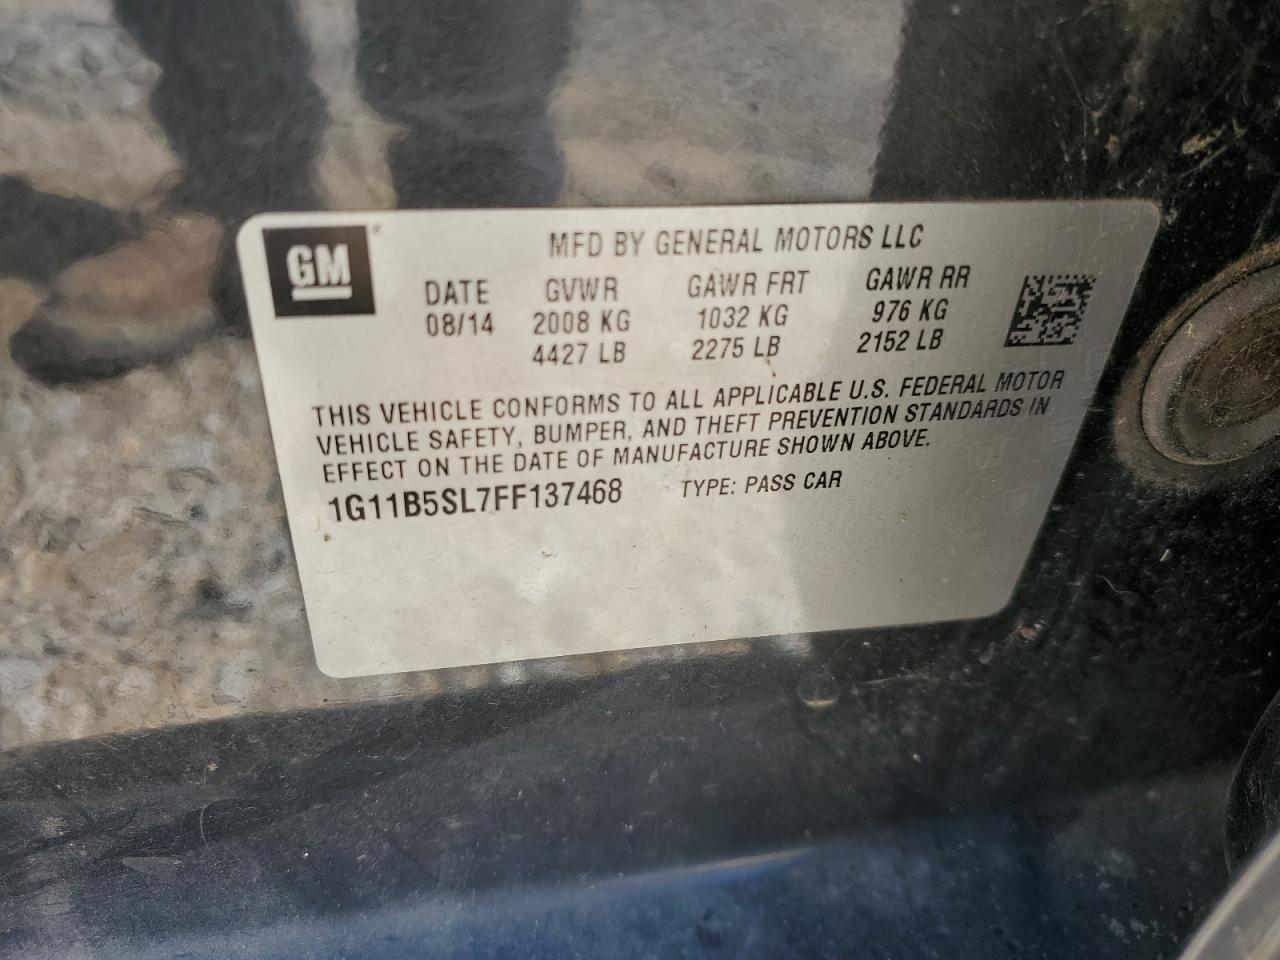 GM®
MFD BY GENERAL MOTORS LLC
DATE GVWR GAWR FRT GAWR RR
08/14 2008 KG 1032 KG 976 KG
4427 LB 2275 LB 2152 LB
THIS VEHICLE CONFORMS TO ALL APPLICABLE U.S. FEDERAL MOTOR
VEHICLE SAFETY, BUMPER, AND THEFT PREVENTION STANDARDS IN
EFFECT ON THE DATE OF MANUFACTURE SHOWN ABOVE.
1G11B5SL7FF137468 TYPE: PASS CAR